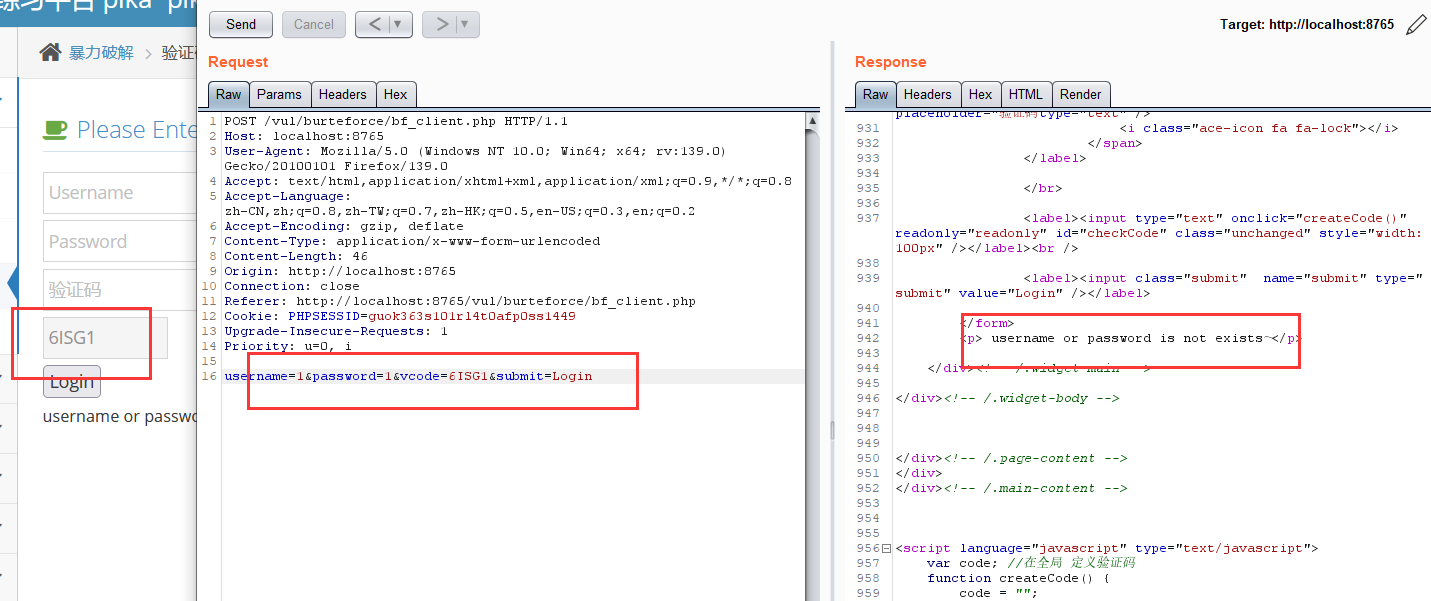 练习平台 pika~pik
暴力破解 > 验证
Please Ente
Username
Password
验证码
6ISG1
Login
username or passwo
Send
Cancel
<
>
Target: http://localhost:8765
Request
Raw
Params
Headers
Hex
1 POST /vul/burteforce/bf_client.php HTTP/1.1
2 Host: localhost:8765
3 User-Agent: Mozilla/5.0 (Windows NT 10.0; Win64; x64; rv:139.0)
Gecko/20100101 Firefox/139.0
4 Accept: text/html,application/xhtml+xml,application/xml;q=0.9,*/*;q=0.8
5 Accept-Language:
zh-CN,zh;q=0.8,zh-TW;q=0.7,zh-HK;q=0.5,en-US;q=0.3,en;q=0.2
6 Accept-Encoding: gzip, deflate
7 Content-Type: application/x-www-form-urlencoded
8 Content-Length: 46
9 Origin: http://localhost:8765
10 Connection: close
11 Referer: http://localhost:8765/vul/burteforce/bf_client.php
12 Cookie: PHPSESSID=guok363s101rl4t0afp0ss1449
13 Upgrade-Insecure-Requests: 1
14 Priority: u=0, i
15
16 username=1&password=1&vcode=6ISG1&submit=Login
Response
Raw
Headers
Hex
HTML
Render
placeholder="验证码type="text" />
931 <i class="ace-icon fa fa-lock"></i>
932 </span>
933 </label>
934
935 </br>
936
937 <label><input type="text" onclick="createCode()"
readonly="readonly" id="checkCode" class="unchanged" style="width:
100px" /></label><br />
938
939 <label><input class="submit" name="submit" type="
submit" value="Login" /></label>
940
941 </form>
942 <p> username or password is not exists~</p>
943
944 </div><!-- /.widget-main -->
945
946 </div><!-- /.widget-body -->
947
948
949
950 </div><!-- /.page-content -->
951 </div>
952 </div><!-- /.main-content -->
953
954
955
956 <script language="javascript" type="text/javascript">
957 var code; //在全局 定义验证码
958 function createCode() {
959 code = "";